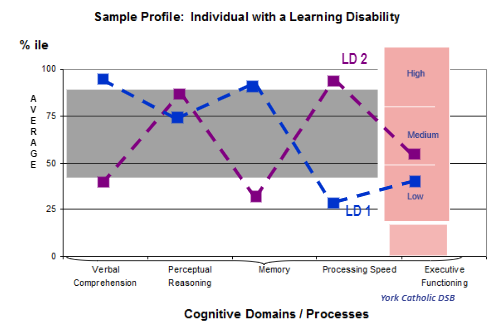 Sample Profile: Individual with a Learning Disability
% ile
LD 2
100
75
50
25
0
A
V
E
R
A
G
E
High
Medium
Low
LD 1
Verbal
Comprehension
Perceptual
Reasoning
Memory
Processing Speed
Executive
Functioning
York Catholic DSB
Cognitive Domains / Processes